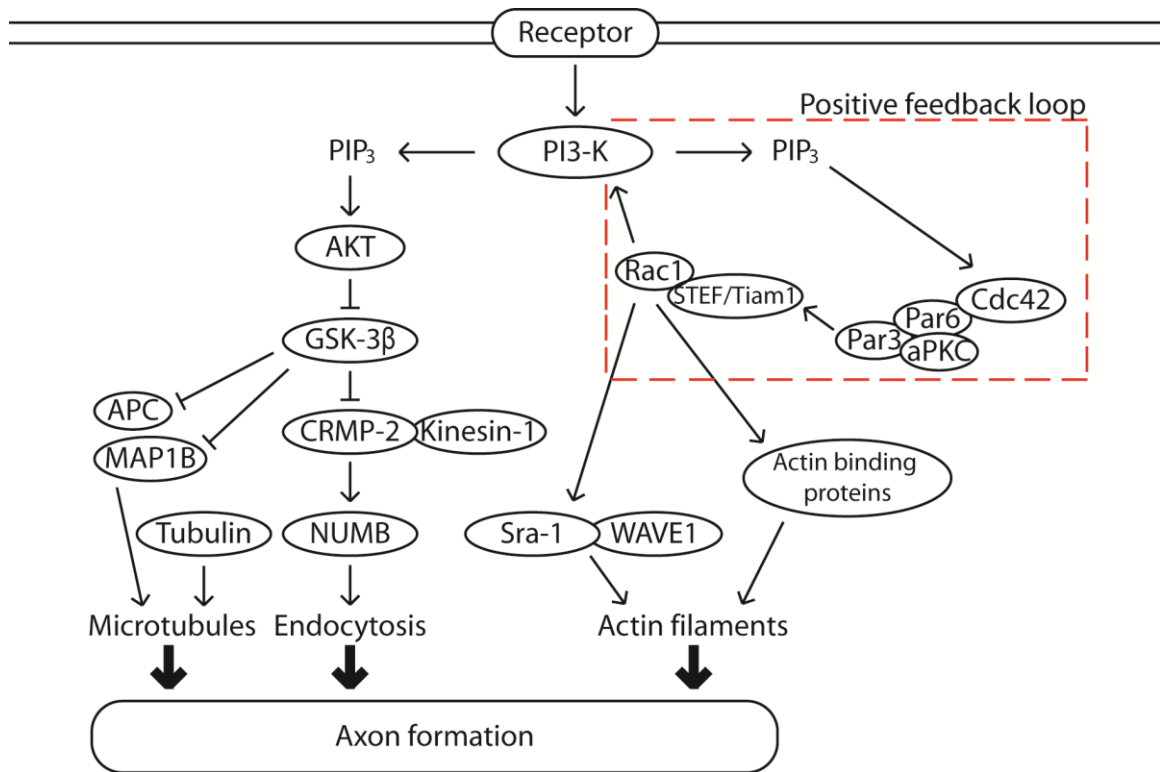 Receptor
Positive feedback loop
PIP₃
PI3-K
PIP₃
AKT
Rac1
STEF/Tiam1
Cdc42
Par6
Par3
aPKC
GSK-3β
APC
MAP1B
CRMP-2
Kinesin-1
Actin binding
proteins
Tubulin
NUMB
Sra-1
WAVE1
Microtubules
Endocytosis
Actin filaments
Axon formation